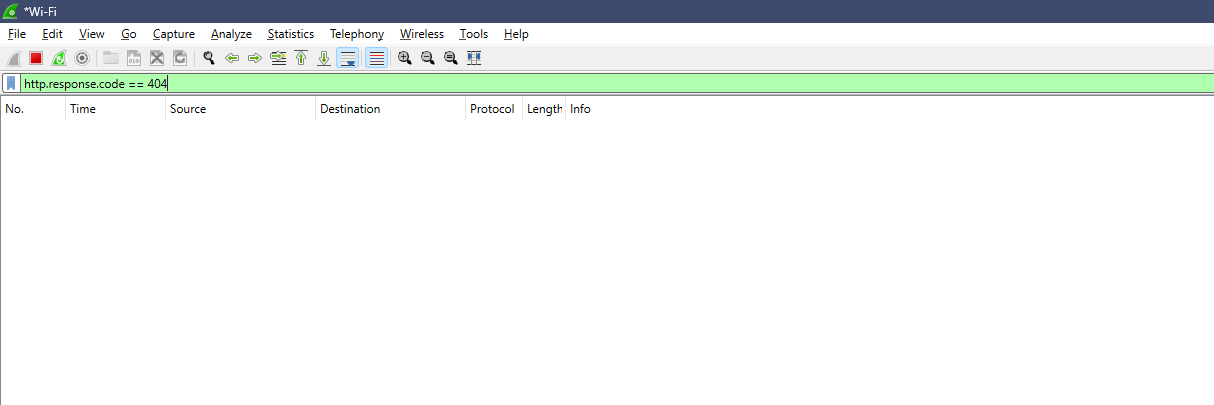 *Wi-Fi
File Edit View Go Capture Analyze Statistics Telephony Wireless Tools Help
http.response.code == 404
No. Time Source Destination Protocol Length Info